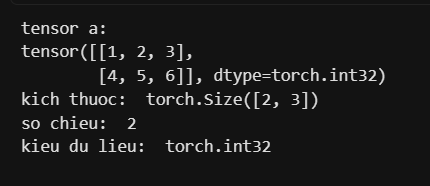 tensor a:
tensor([[1, 2, 3],
        [4, 5, 6]], dtype=torch.int32)
kich thuoc:  torch.Size([2, 3])
so chieu:  2
kieu du lieu:  torch.int32